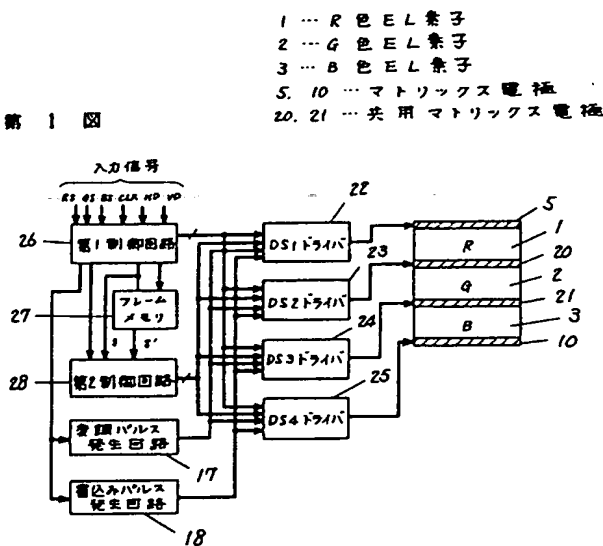 1 … R 色 EL 素子
2 … G 色 EL 素子
3 … B 色 EL 素子
5. 10 … マトリックス電極
20. 21 … 共用マトリックス電極
第 1 図
入力信号
RS GS BS CLK HD VD
26
第1制御回路
27
フレーム
メモリ
S S'
28
第2制御回路
変調パルス
発生回路
17
書込みパルス
発生回路
18
22
DS1ドライバ
23
DS2ドライバ
24
DS3ドライバ
25
DS4ドライバ
5
R
1
20
G
2
21
B
3
10